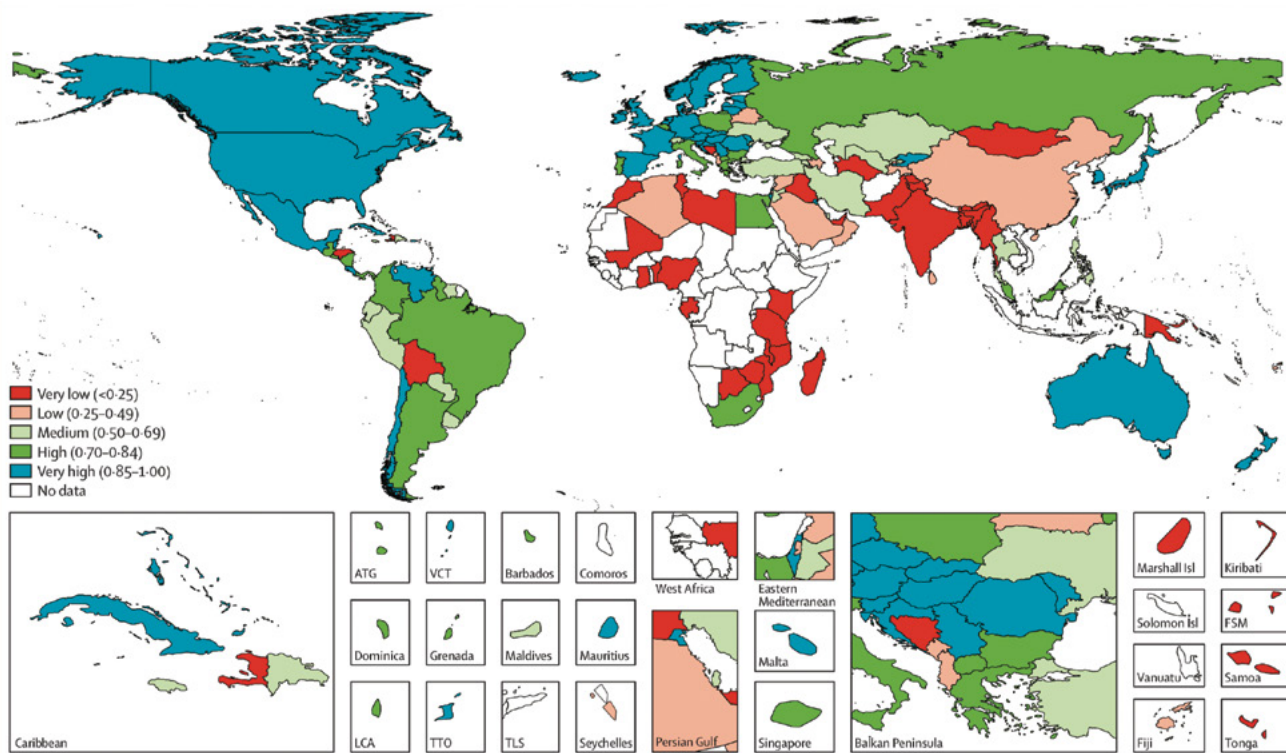 Very low (<0·25)
Low (0·25–0·49)
Medium (0·50–0·69)
High (0·70–0·84)
Very high (0·85–1·00)
No data
Caribbean
ATG
VCT
Barbados
Comoros
Dominica
Grenada
Maldives
Mauritius
LCA
TTO
TLS
Seychelles
West Africa
Eastern
Mediterranean
Persian Gulf
Malta
Singapore
Balkan Peninsula
Marshall Isl
Kiribati
Solomon Isl
FSM
Vanuatu
Samoa
Fiji
Tonga